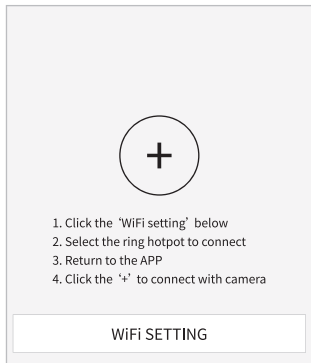 +
1. Click the ‘WiFi setting’ below
2. Select the ring hotpot to connect
3. Return to the APP
4. Click the ‘+’ to connect with camera
WiFi SETTING